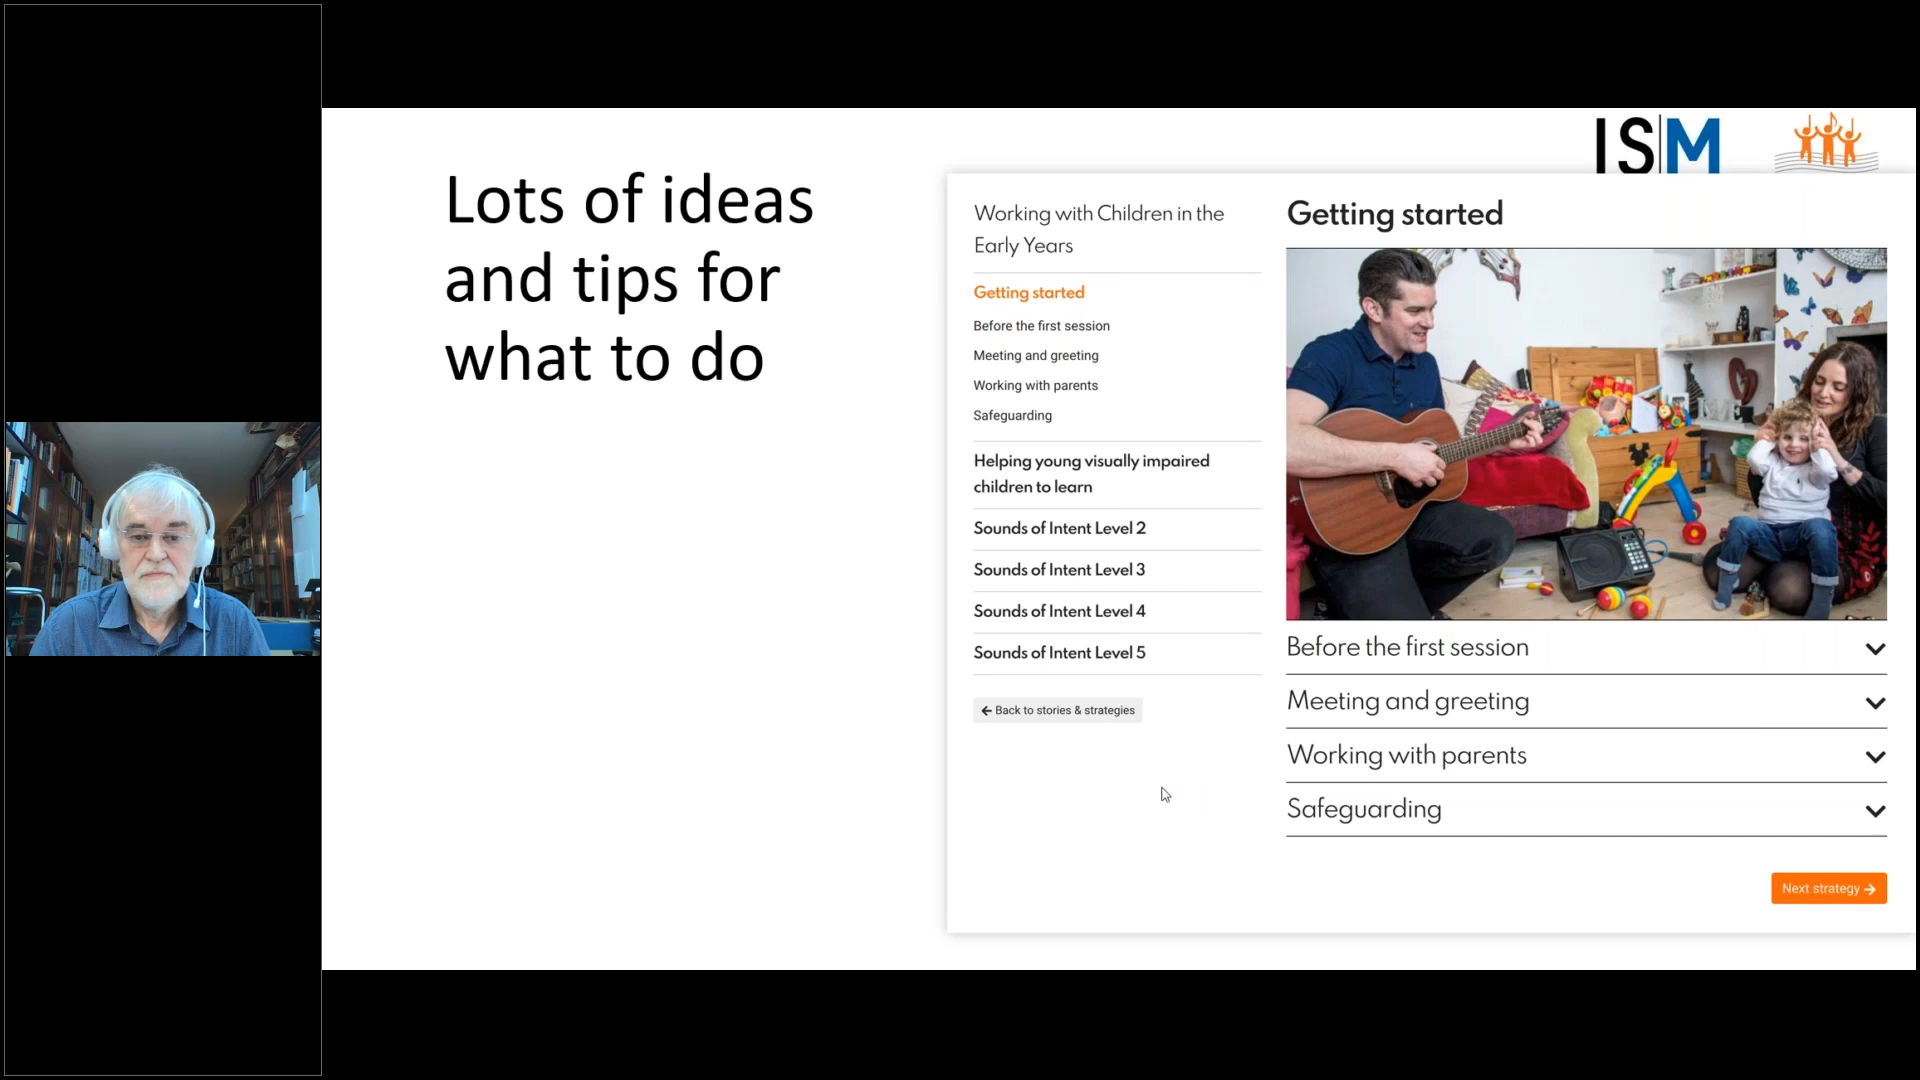 Lots of ideas
and tips for
what to do
ISM
Working with Children in the
Early Years
Getting started
Before the first session
Meeting and greeting
Working with parents
Safeguarding
Helping young visually impaired
children to learn
Sounds of Intent Level 2
Sounds of Intent Level 3
Sounds of Intent Level 4
Sounds of Intent Level 5
Back to stories & strategies
Getting started
Before the first session
Meeting and greeting
Working with parents
Safeguarding
Next strategy